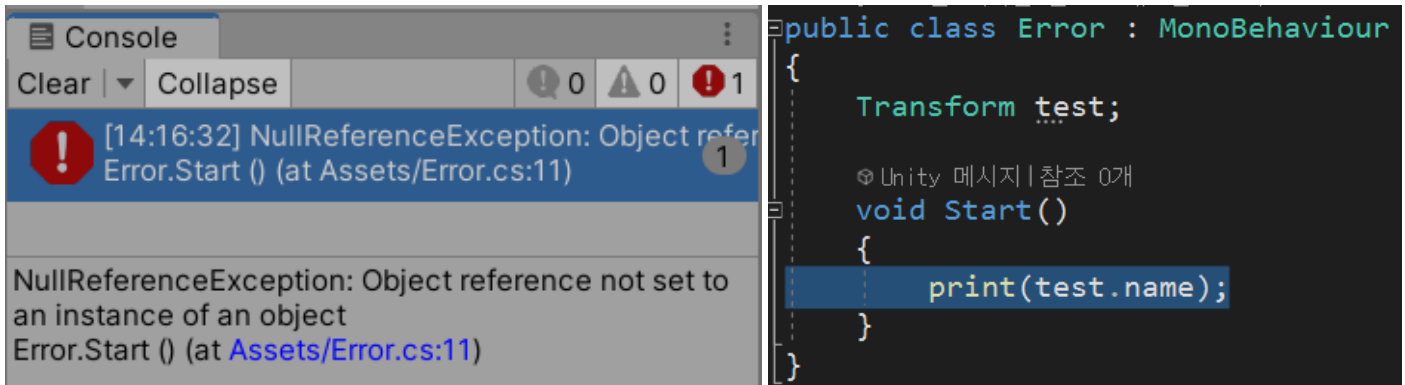 Console
Clear Collapse 0 0 1
[14:16:32] NullReferenceException: Object refer
Error.Start () (at Assets/Error.cs:11)
1
NullReferenceException: Object reference not set to
an instance of an object
Error.Start () (at Assets/Error.cs:11)
public class Error : MonoBehaviour
{
Transform test;
Unity 메시지|참조 0개
void Start()
{
print(test.name);
}
}